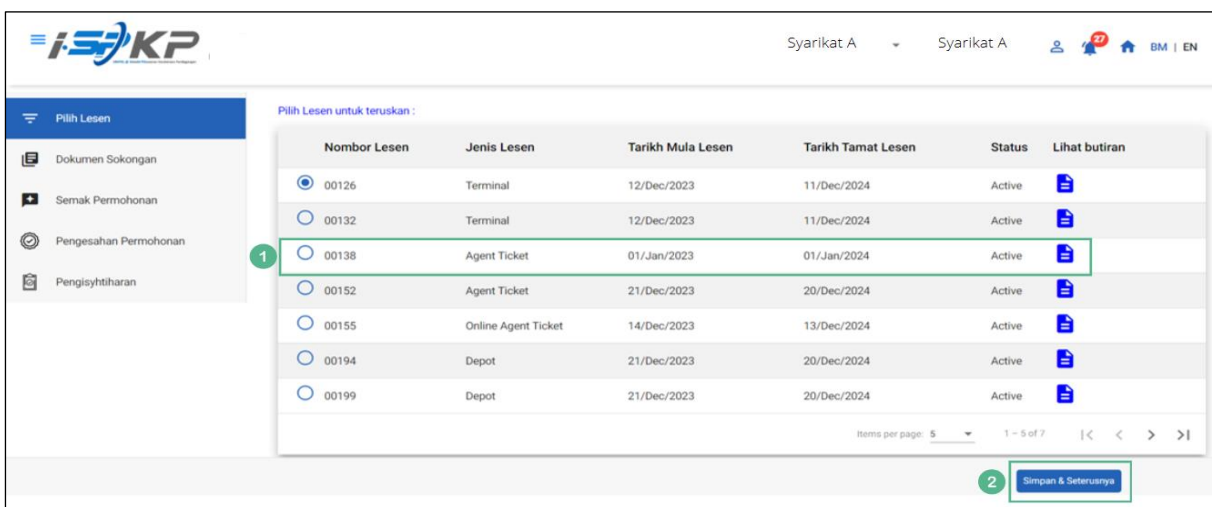 i-SPKP
Syarikat A Syarikat A 27 BM | EN
Pilih Lesen
Dokumen Sokongan
Semak Permohonan
Pengesahan Permohonan
Pengisyhtiharan
Pilih Lesen untuk teruskan :
Nombor Lesen Jenis Lesen Tarikh Mula Lesen Tarikh Tamat Lesen Status Lihat butiran
00126 Terminal 12/Dec/2023 11/Dec/2024 Active
00132 Terminal 12/Dec/2023 11/Dec/2024 Active
1 00138 Agent Ticket 01/Jan/2023 01/Jan/2024 Active
00152 Agent Ticket 21/Dec/2023 20/Dec/2024 Active
00155 Online Agent Ticket 14/Dec/2023 13/Dec/2024 Active
00194 Depot 21/Dec/2023 20/Dec/2024 Active
00199 Depot 21/Dec/2023 20/Dec/2024 Active
Items per page: 5 1 – 5 of 7
2 Simpan & Seterusnya